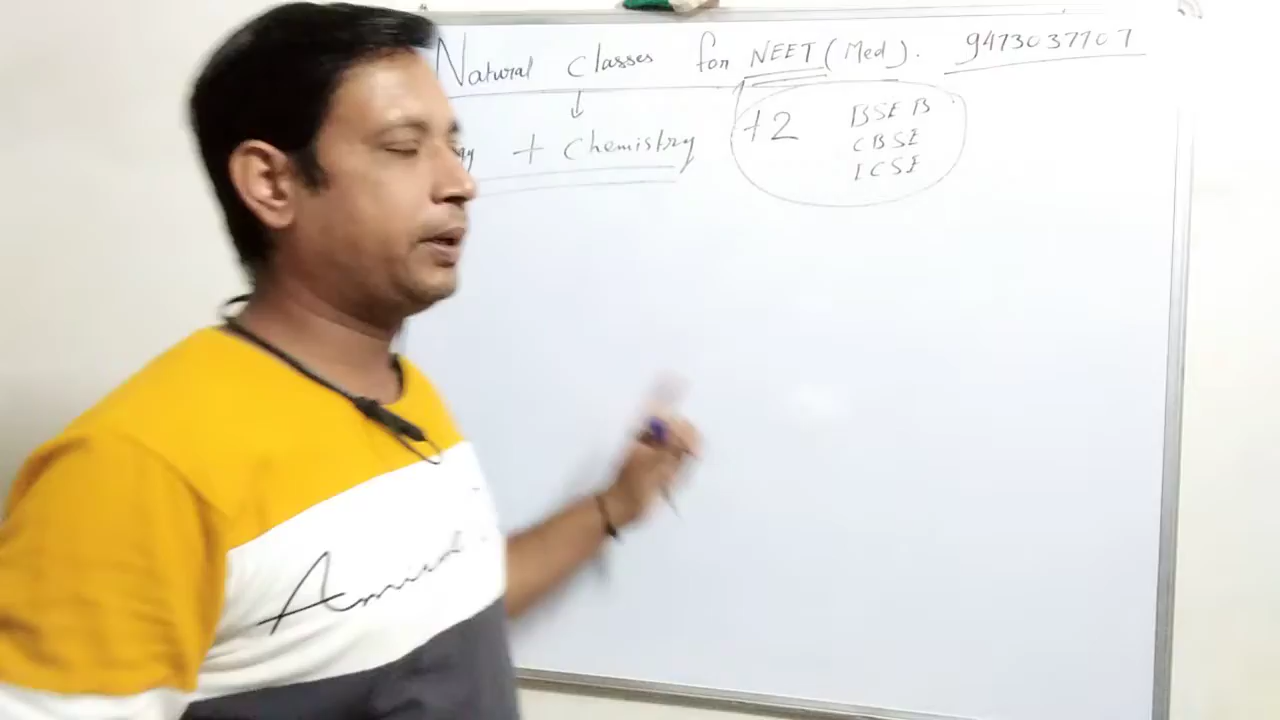 Natural classes for NEET (Med). 9473037707
+ chemistry
+2
BSEB
CBSE
ICSE